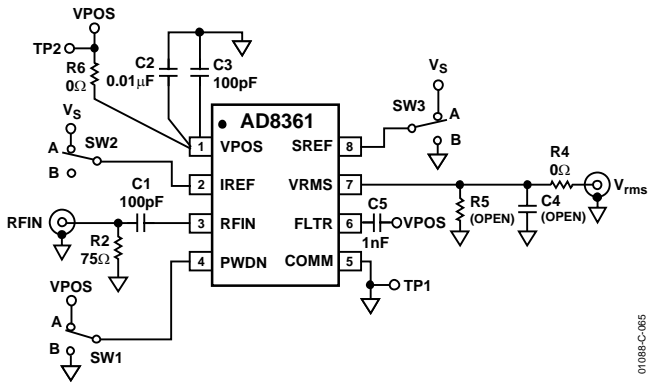 VPOS
TP2
R6
0Ω
C2
0.01μF
C3
100pF
VS
SW2
A
B
C1
100pF
RFIN
R2
75Ω
VPOS
A
B
SW1
AD8361
1 VPOS
2 IREF
3 RFIN
4 PWDN
SREF 8
VRMS 7
FLTR 6
COMM 5
VS
SW3
A
B
R4
0Ω
Vrms
R5
(OPEN)
C4
(OPEN)
C5
1nF
VPOS
TP1
01088-C-065